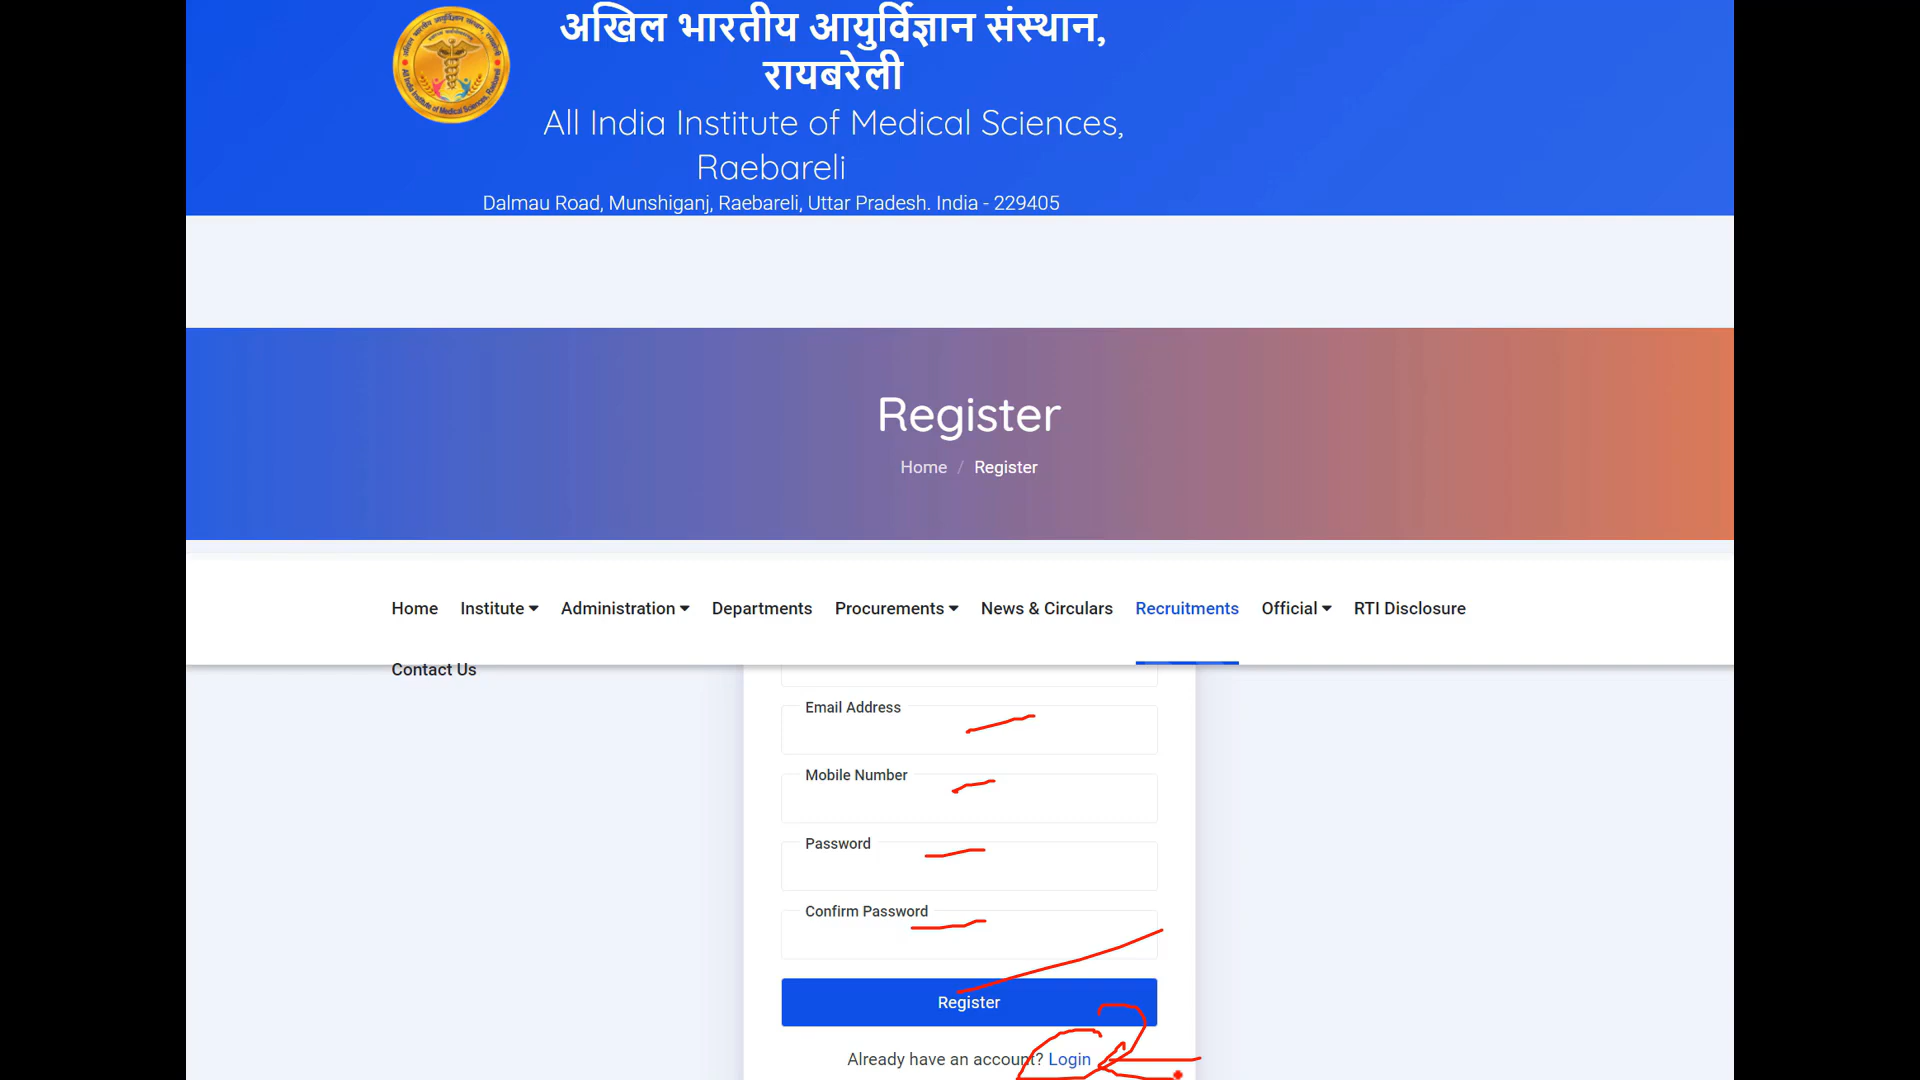 अखिल भारतीय आयुर्विज्ञान संस्थान,
रायबरेली
All India Institute of Medical Sciences,
Raebareli
Dalmau Road, Munshiganj, Raebareli, Uttar Pradesh. India - 229405
Register
Home / Register
Home Institute Administration Departments Procurements News & Circulars Recruitments Official RTI Disclosure
Contact Us
Email Address
Mobile Number
Password
Confirm Password
Register
Already have an account? Login